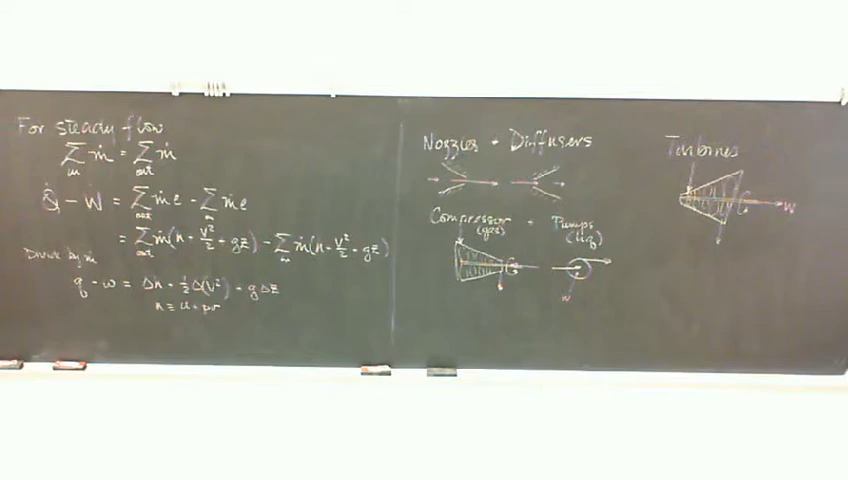 For steady flow
∑in ṁ = ∑out ṁ
Q̇ - Ẇ = ∑out ṁe - ∑in ṁe
= ∑out ṁ(h + V²/2 + gz) - ∑in ṁ(h + V²/2 + gz)
Divide by ṁ
q - w = Δh + ½Δ(V²) + gΔz
h ≡ u + pv
Nozzles + Diffusers
Compressor + Pumps
(gas) (liq)
W
Turbines
W